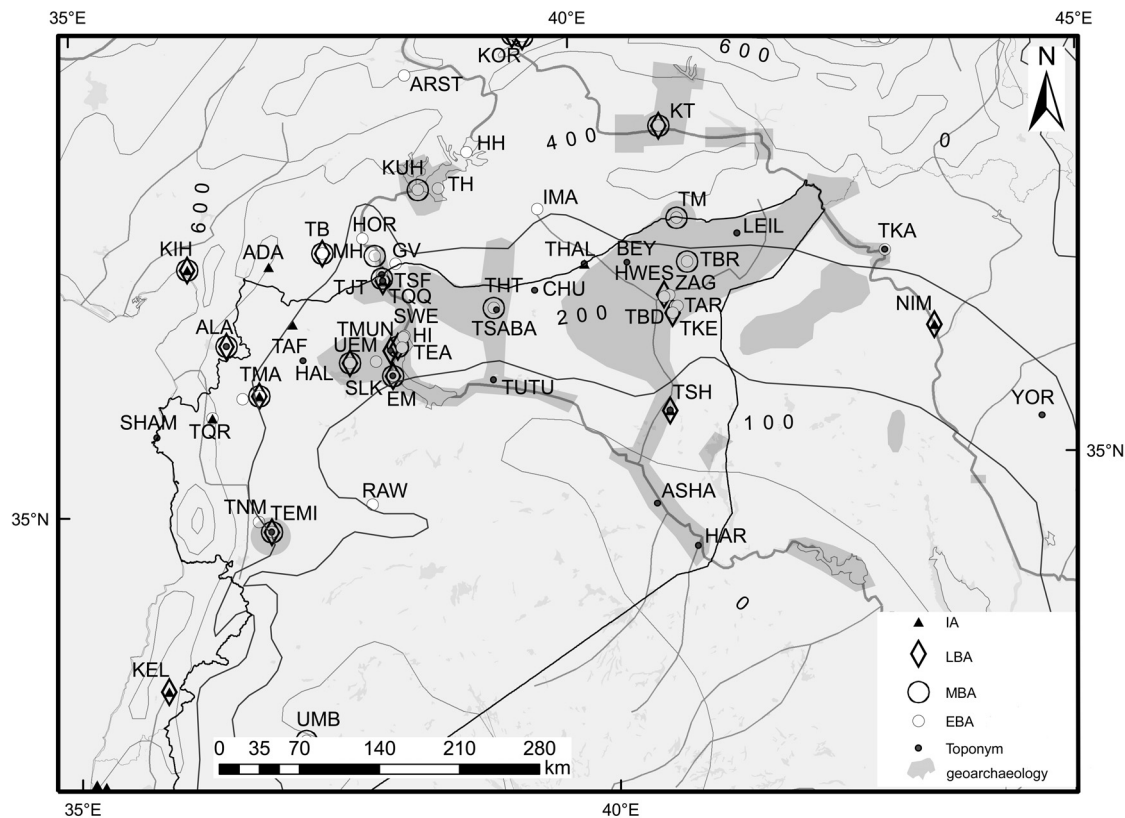 35°E 40°E 45°E
KOR 600
N
ARST
KT
400 0
HH
KUH TH
600
IMA TM
HOR LEIL
TB TKA
KIH ADA MH GV THAL BEY TBR
TJT TSF HWES ZAG
TQQ THT CHU NIM
SWE TSABA 200 TBD TAR
ALA TMUN HI TKE
TAF UEM TEA
HAL
TMA SLK EM TUTU TSH
YOR
SHAM TQR 100
35°N
RAW ASHA
TNM TEMI
35°N
HAR
0
IA
LBA
KEL
MBA
UMB EBA
0 35 70 140 210 280
Toponym
km
geoarchaeology
35°E 40°E